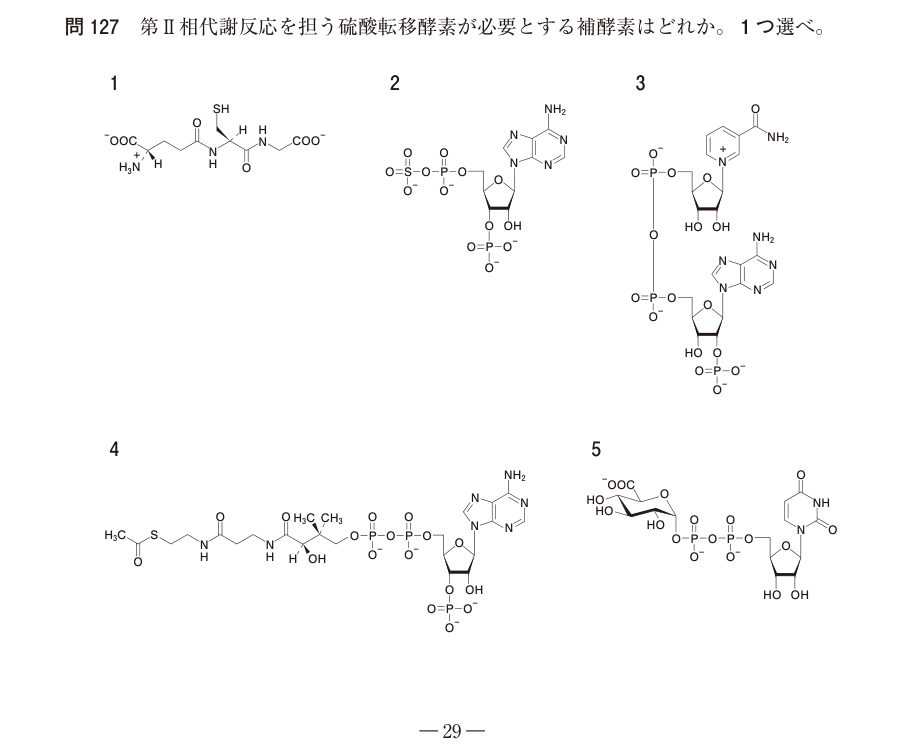 問 127 第Ⅱ相代謝反応を担う硫酸転移酵素が必要とする補酵素はどれか。1つ選べ。
1
2
3
SH
O
H
H
N
⁻OOC
COO⁻
+
H₃N
H
N
H
O
NH₂
N
N
N
N
O
O
O=S-O-P-O
O⁻
O⁻
O
O
OH
O=P-O⁻
O⁻
O
NH₂
+
N
O⁻
O=P-O
O
HO
OH
O
NH₂
N
N
N
N
O=P-O
O⁻
O
HO
O
O=P-O⁻
O⁻
4
5
NH₂
N
N
N
N
H₃C
S
O
N
H
O
N
H
O
H₃C
CH₃
H
OH
O
O
O-P-O-P-O
O⁻
O⁻
O
O
OH
O=P-O⁻
O⁻
⁻OOC
HO
HO
O
HO
O
O
O-P-O-P-O
O⁻
O⁻
O
NH
N
O
O
HO
OH
― 29 ―